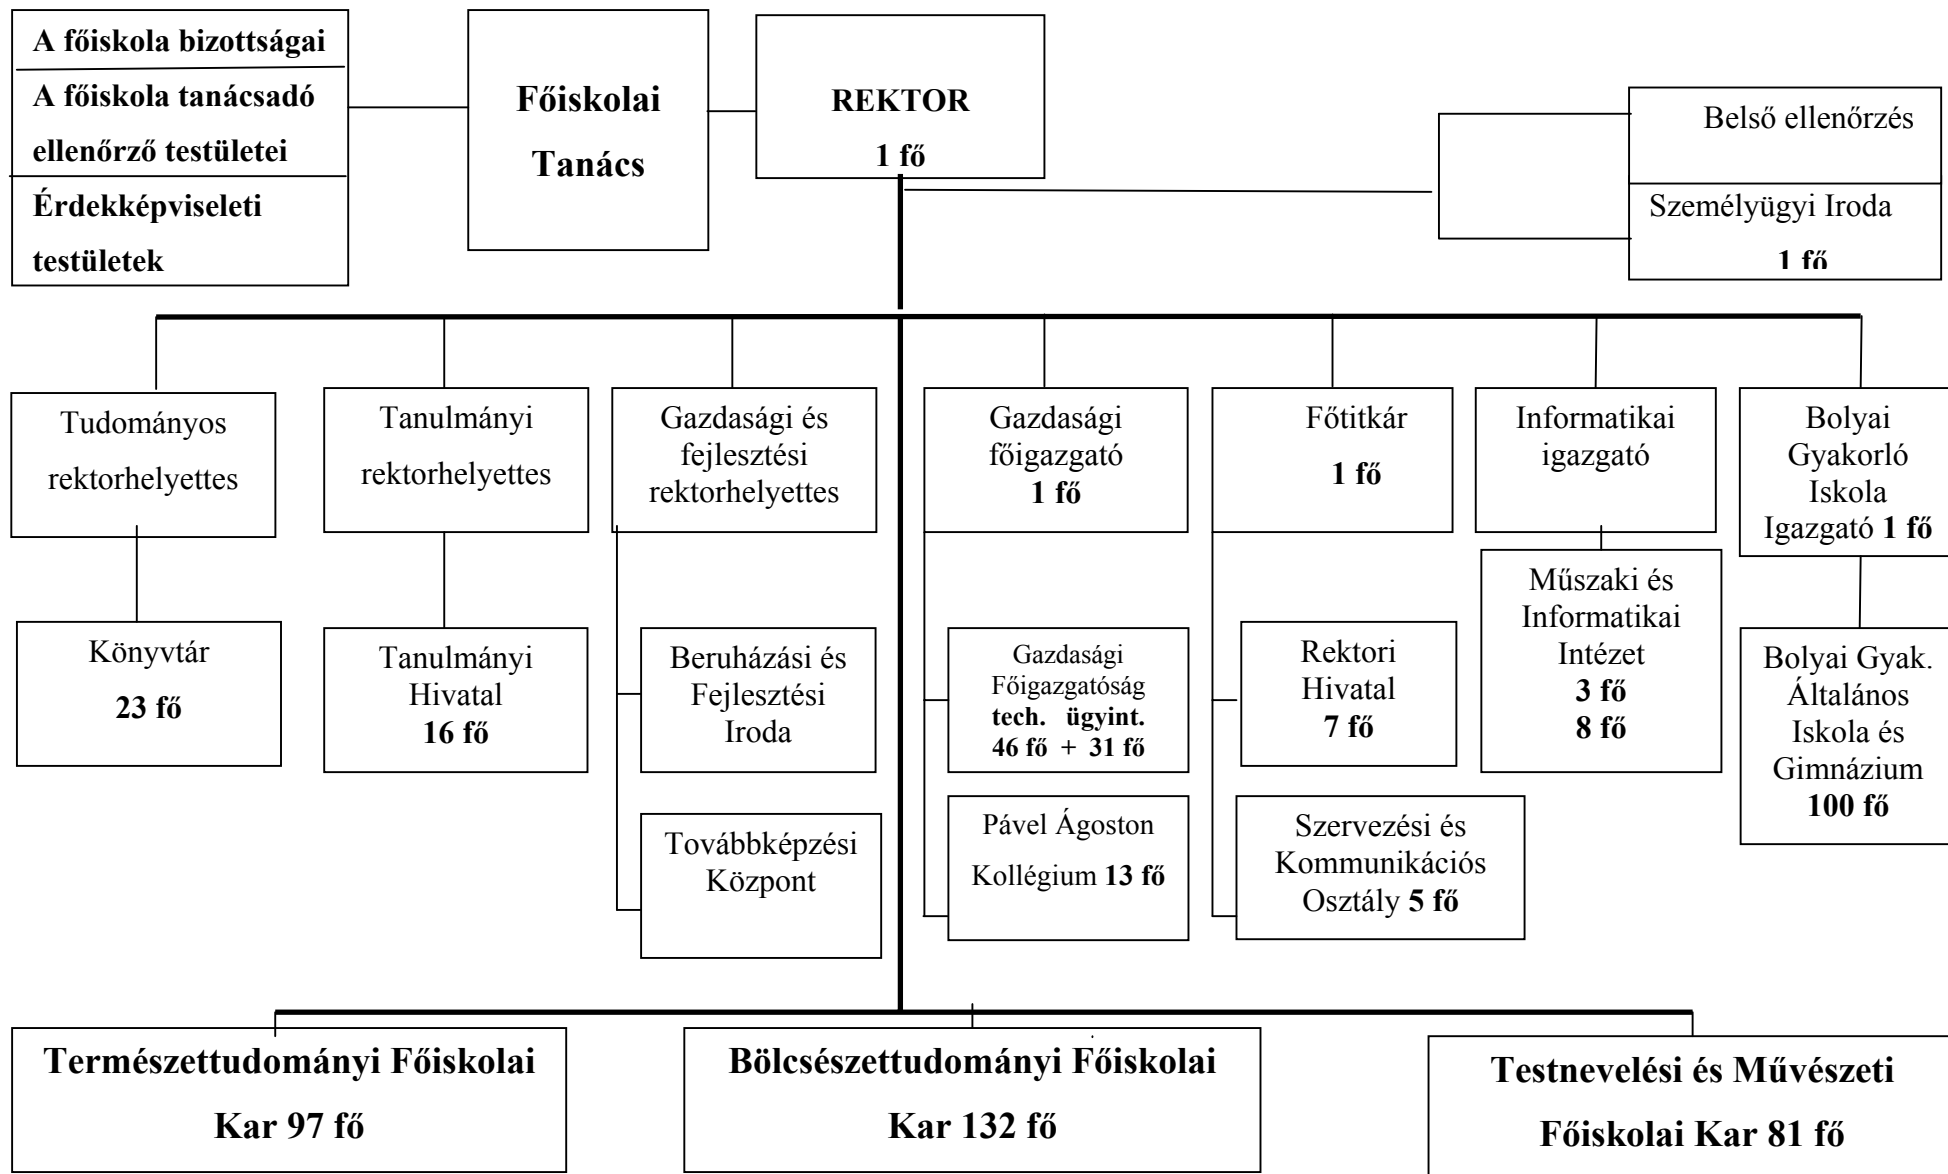 A főiskola bizottságai
A főiskola tanácsadó
ellenőrző testületei
Érdekképviseleti
testületek
Főiskolai
Tanács
REKTOR
1 fő
Belső ellenőrzés
Személyügyi Iroda
1 fő
Tudományos
rektorhelyettes
Tanulmányi
rektorhelyettes
Gazdasági és
fejlesztési
rektorhelyettes
Gazdasági
főigazgató
1 fő
Főtitkár
1 fő
Informatikai
igazgató
Bolyai
Gyakorló
Iskola
Igazgató 1 fő
Könyvtár
23 fő
Tanulmányi
Hivatal
16 fő
Beruházási és
Fejlesztési
Iroda
Továbbképzési
Központ
Gazdasági
Főigazgatóság
tech. ügyint.
46 fő + 31 fő
Pável Ágoston
Kollégium 13 fő
Rektori
Hivatal
7 fő
Szervezési és
Kommunikációs
Osztály 5 fő
Műszaki és
Informatikai
Intézet
3 fő
8 fő
Bolyai Gyak.
Általános
Iskola és
Gimnázium
100 fő
Természettudományi Főiskolai
Kar 97 fő
Bölcsészettudományi Főiskolai
Kar 132 fő
Testnevelési és Művészeti
Főiskolai Kar 81 fő